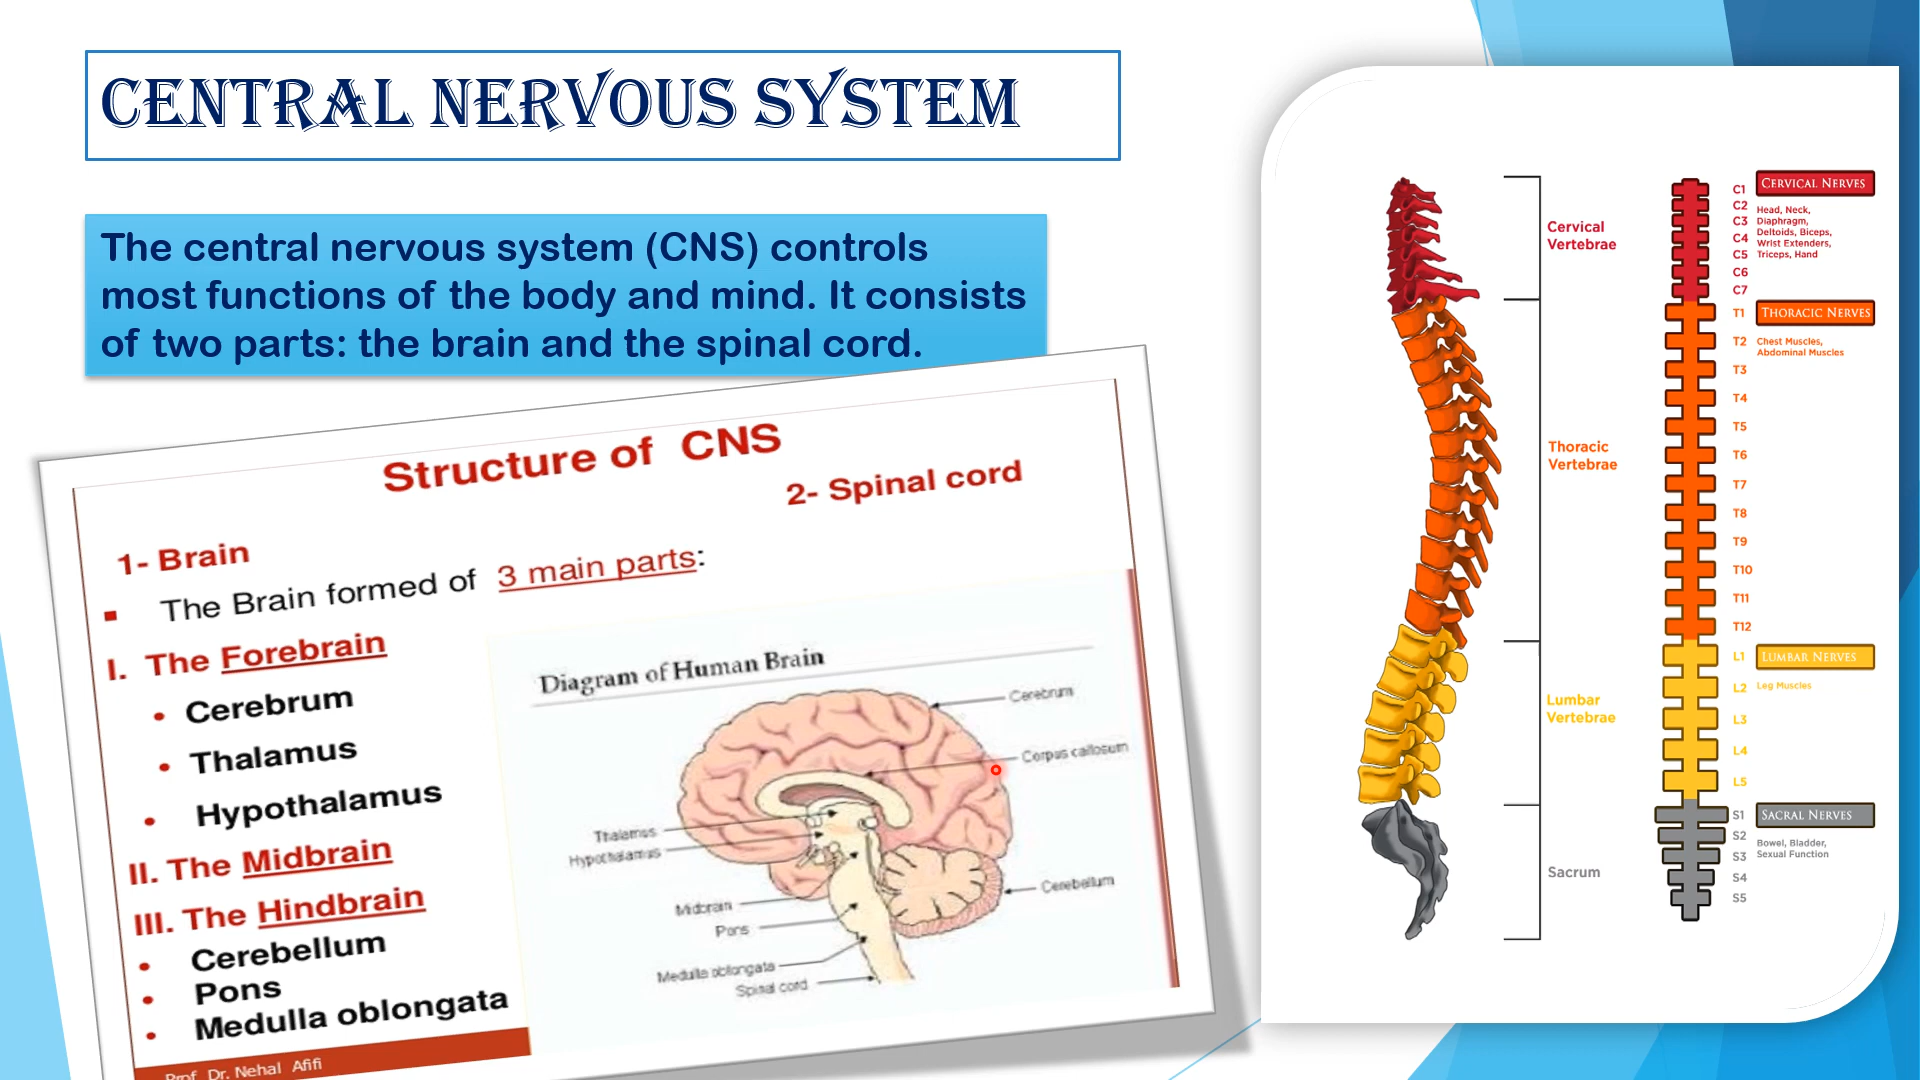 CENTRAL NERVOUS SYSTEM
The central nervous system (CNS) controls
most functions of the body and mind. It consists
of two parts: the brain and the spinal cord.
Structure of CNS
2- Spinal cord
1- Brain
The Brain formed of 3 main parts:
I. The Forebrain
Cerebrum
Thalamus
Hypothalamus
II. The Midbrain
III. The Hindbrain
Cerebellum
Pons
Medulla oblongata
Prof. Dr. Nehal Afifi
Diagram of Human Brain
Cerebrum
Corpus callosum
Thalamus
Hypothalamus
Midbrain
Pons
Medulla oblongata
Spinal cord
Cerebellum
Cervical
Vertebrae
Thoracic
Vertebrae
Lumbar
Vertebrae
Sacrum
C1
C2
C3
C4
C5
C6
C7
CERVICAL NERVES
Head, Neck,
Diaphragm,
Deltoids, Biceps,
Wrist Extenders,
Triceps, Hand
T1
T2
T3
T4
T5
T6
T7
T8
T9
T10
T11
T12
THORACIC NERVES
Chest Muscles,
Abdominal Muscles
L1
L2
L3
L4
L5
LUMBAR NERVES
Leg Muscles
S1
S2
S3
S4
S5
SACRAL NERVES
Bowel, Bladder,
Sexual Function